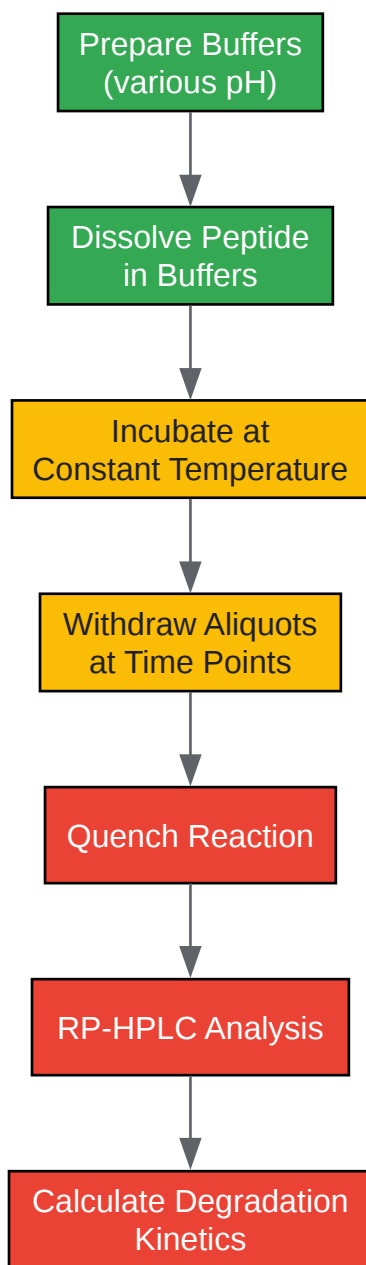 Prepare Buffers
(various pH)
Dissolve Peptide
in Buffers
Incubate at
Constant Temperature
Withdraw Aliquots
at Time Points
Quench Reaction
RP-HPLC Analysis
Calculate Degradation
Kinetics